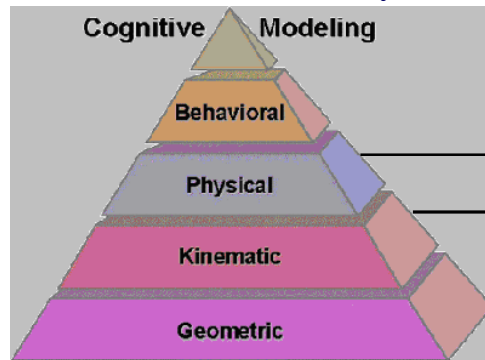 Cognitive Modeling
Behavioral
Physical
Kinematic
Geometric